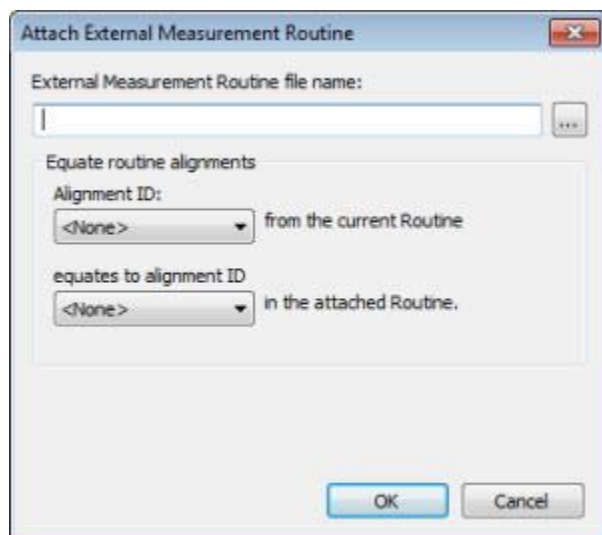 Attach External Measurement Routine
External Measurement Routine file name:
...
Equate routine alignments
Alignment ID:
<None> from the current Routine
equates to alignment ID
<None> in the attached Routine.
OK Cancel